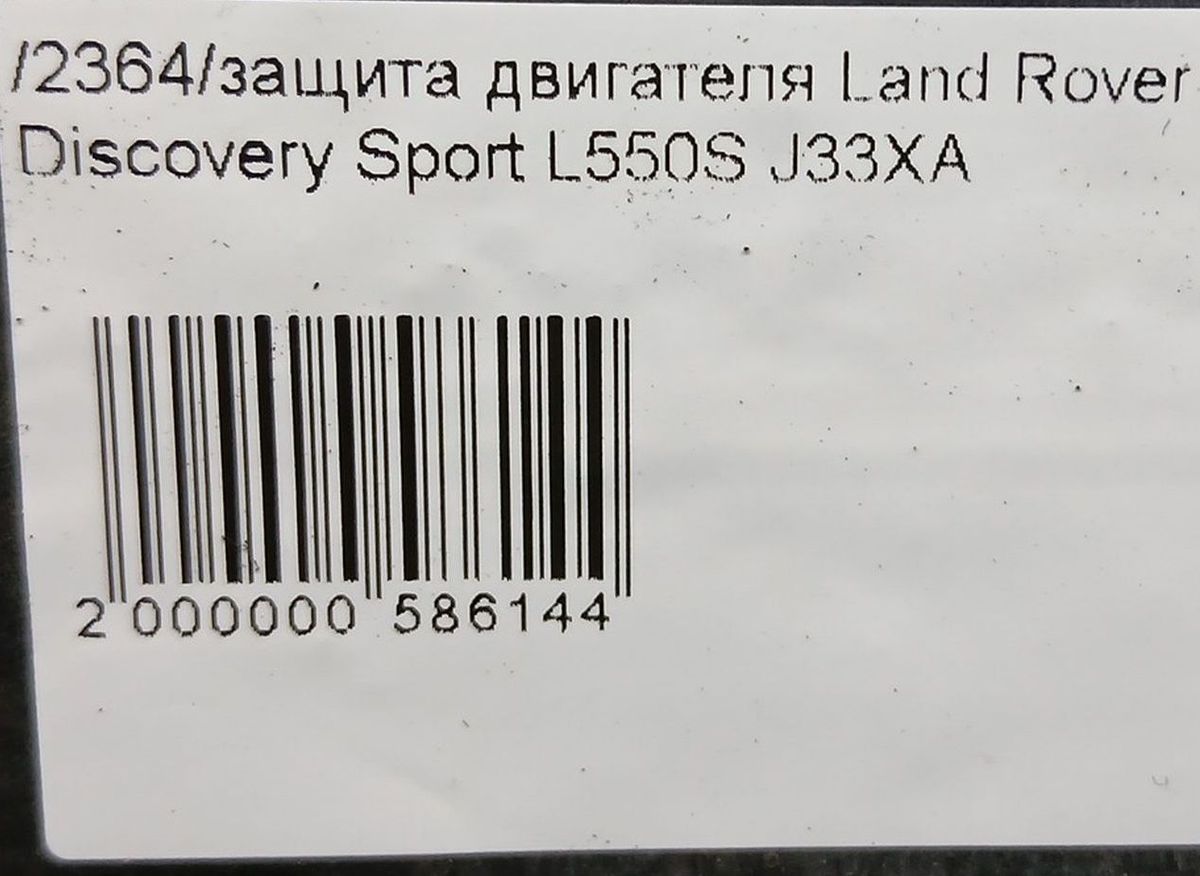 /2364/защита двигателя Land Rover
Discovery Sport L550S J33XA
2 000000 586144